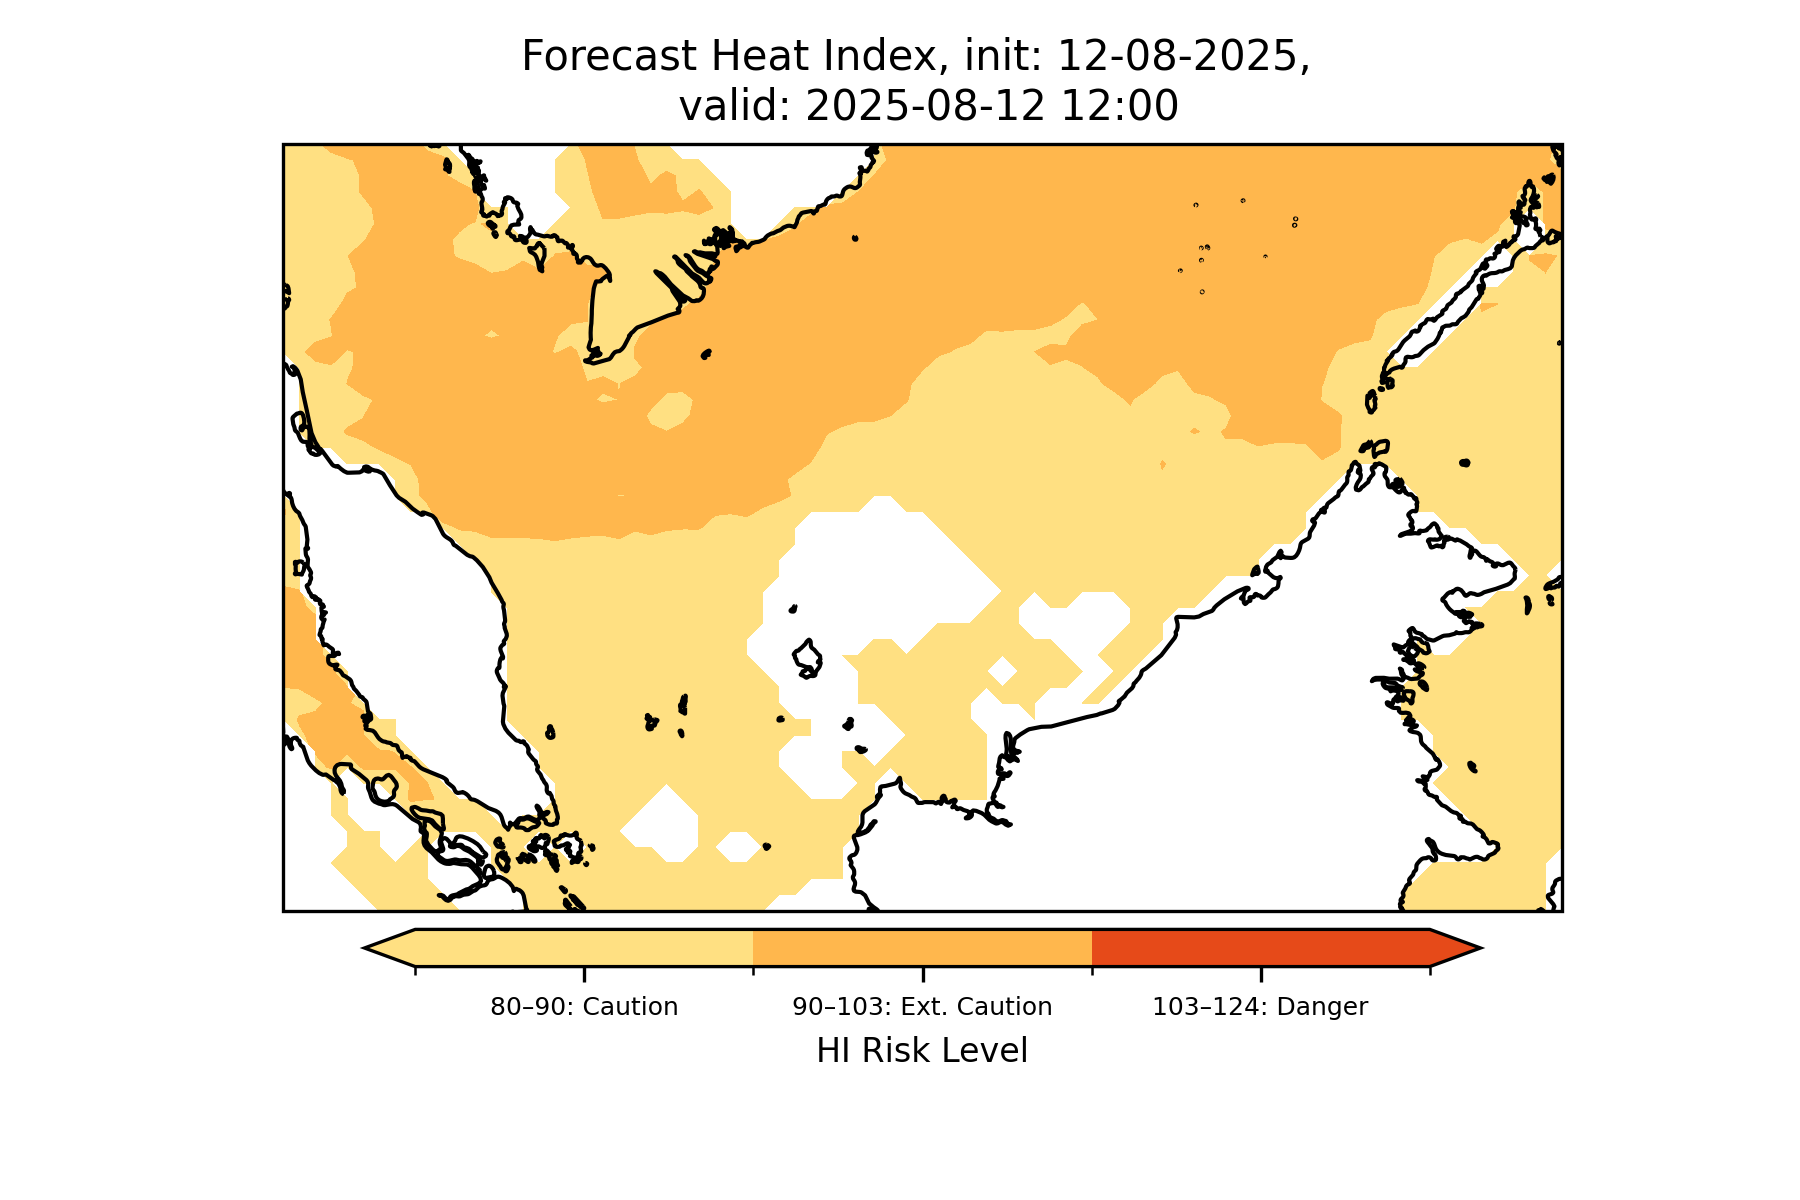 Forecast Heat Index, init: 12-08-2025,
valid: 2025-08-12 12:00
80–90: Caution
90–103: Ext. Caution
103–124: Danger
HI Risk Level